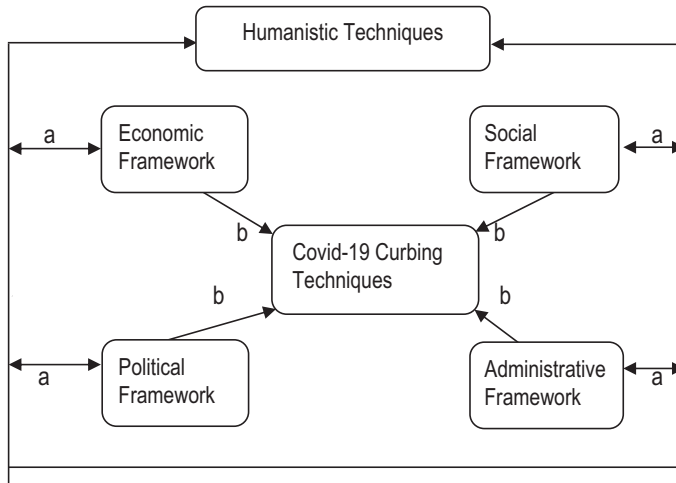 Humanistic Techniques
a
Economic
Framework
Social
Framework
a
b
b
Covid-19 Curbing
Techniques
b
b
a
Political
Framework
Administrative
Framework
a